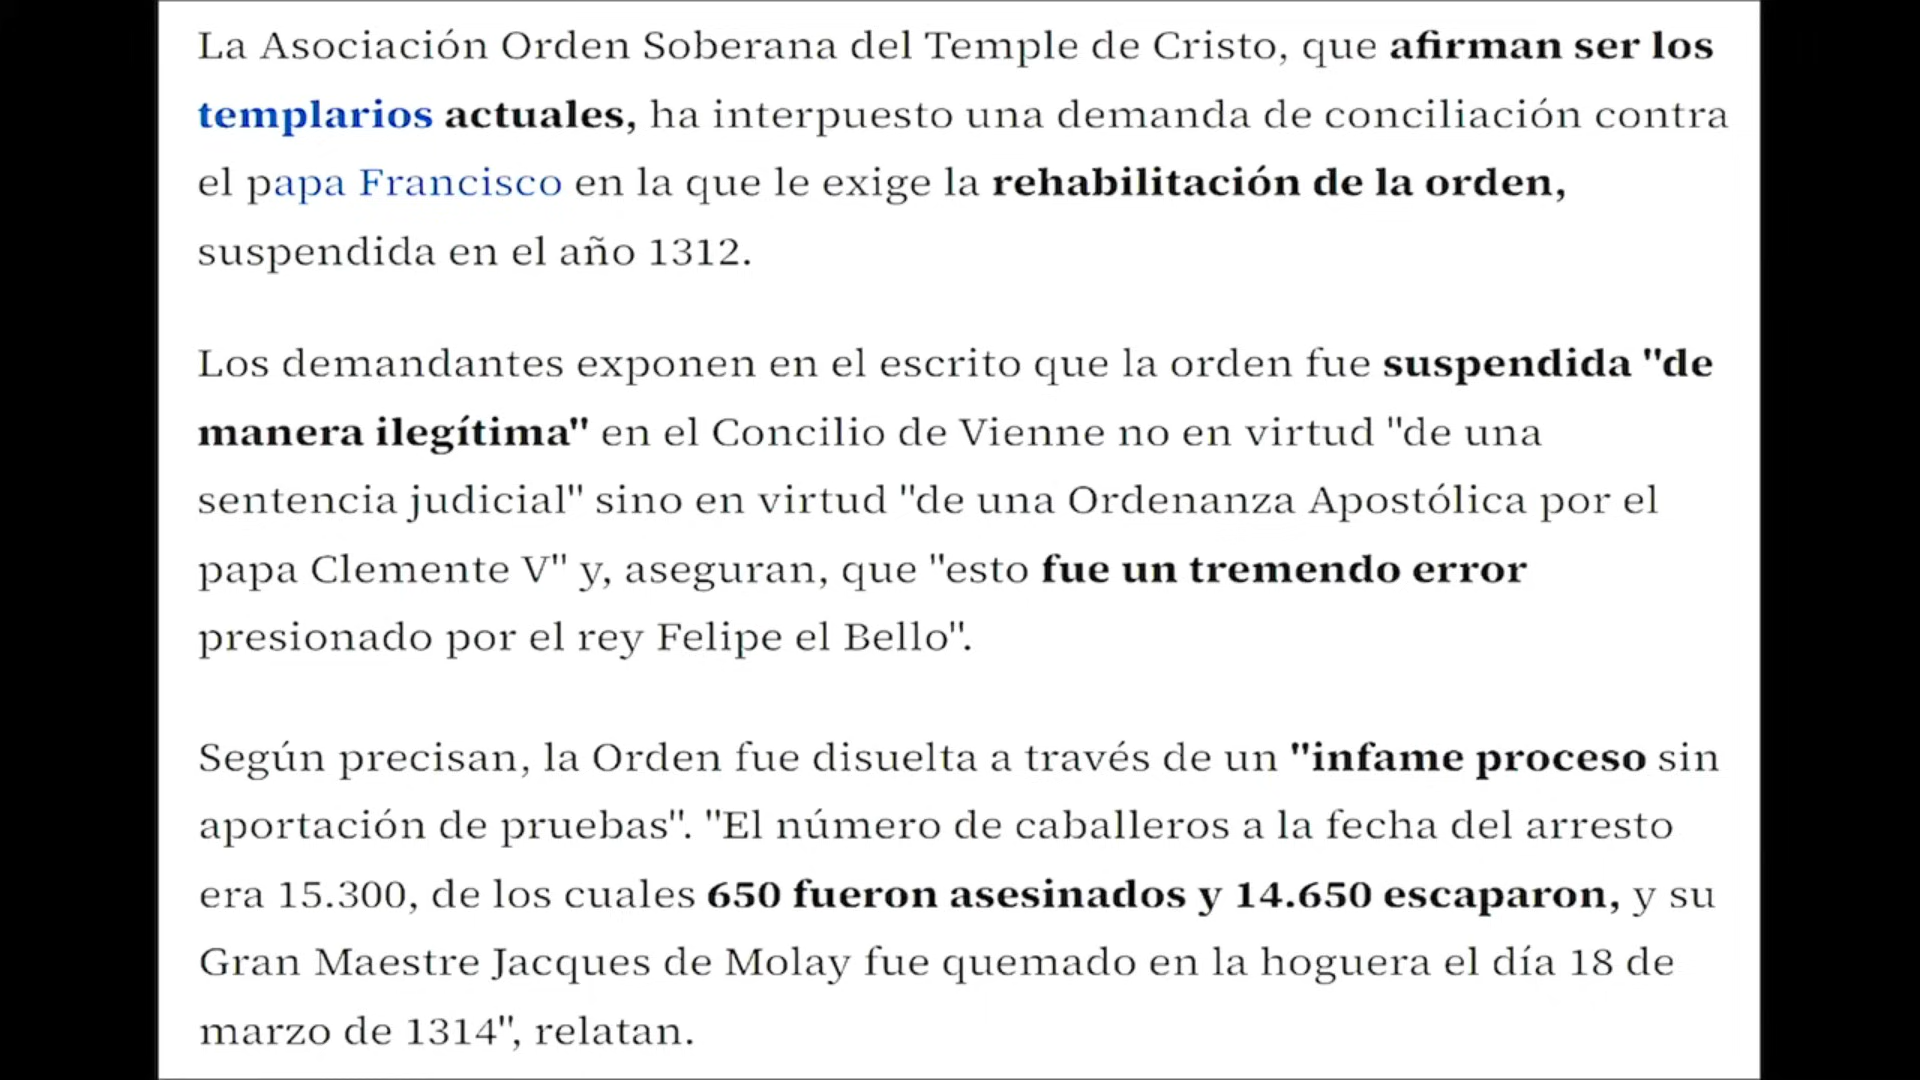 La Asociación Orden Soberana del Temple de Cristo, que afirman ser los
templarios actuales, ha interpuesto una demanda de conciliación contra
el papa Francisco en la que le exige la rehabilitación de la orden,
suspendida en el año 1312.
Los demandantes exponen en el escrito que la orden fue suspendida "de
manera ilegítima" en el Concilio de Vienne no en virtud "de una
sentencia judicial" sino en virtud "de una Ordenanza Apostólica por el
papa Clemente V" y, aseguran, que "esto fue un tremendo error
presionado por el rey Felipe el Bello".
Según precisan, la Orden fue disuelta a través de un "infame proceso sin
aportación de pruebas". "El número de caballeros a la fecha del arresto
era 15.300, de los cuales 650 fueron asesinados y 14.650 escaparon, y su
Gran Maestre Jacques de Molay fue quemado en la hoguera el día 18 de
marzo de 1314", relatan.